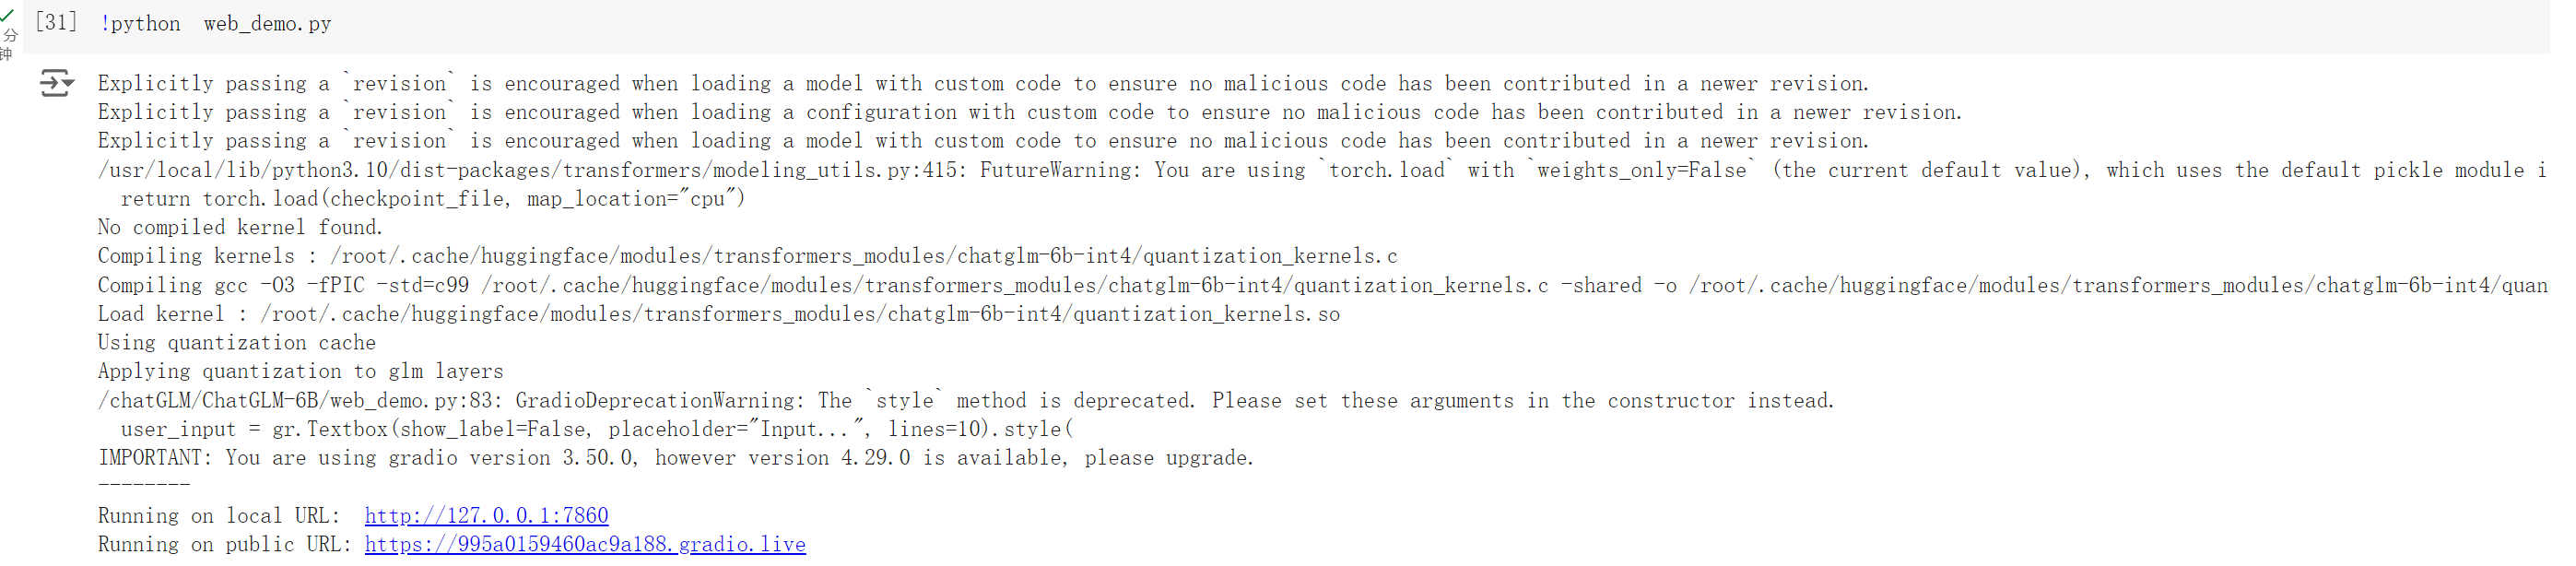 [31] !python  web_demo.py
分
钟
Explicitly passing a `revision` is encouraged when loading a model with custom code to ensure no malicious code has been contributed in a newer revision.
Explicitly passing a `revision` is encouraged when loading a configuration with custom code to ensure no malicious code has been contributed in a newer revision.
Explicitly passing a `revision` is encouraged when loading a model with custom code to ensure no malicious code has been contributed in a newer revision.
/usr/local/lib/python3.10/dist-packages/transformers/modeling_utils.py:415: FutureWarning: You are using `torch.load` with `weights_only=False` (the current default value), which uses the default pickle module i
  return torch.load(checkpoint_file, map_location="cpu")
No compiled kernel found.
Compiling kernels : /root/.cache/huggingface/modules/transformers_modules/chatglm-6b-int4/quantization_kernels.c
Compiling gcc -O3 -fPIC -std=c99 /root/.cache/huggingface/modules/transformers_modules/chatglm-6b-int4/quantization_kernels.c -shared -o /root/.cache/huggingface/modules/transformers_modules/chatglm-6b-int4/quan
Load kernel : /root/.cache/huggingface/modules/transformers_modules/chatglm-6b-int4/quantization_kernels.so
Using quantization cache
Applying quantization to glm layers
/chatGLM/ChatGLM-6B/web_demo.py:83: GradioDeprecationWarning: The `style` method is deprecated. Please set these arguments in the constructor instead.
  user_input = gr.Textbox(show_label=False, placeholder="Input...", lines=10).style(
IMPORTANT: You are using gradio version 3.50.0, however version 4.29.0 is available, please upgrade.
--------
Running on local URL:  http://127.0.0.1:7860
Running on public URL: https://995a0159460ac9a188.gradio.live